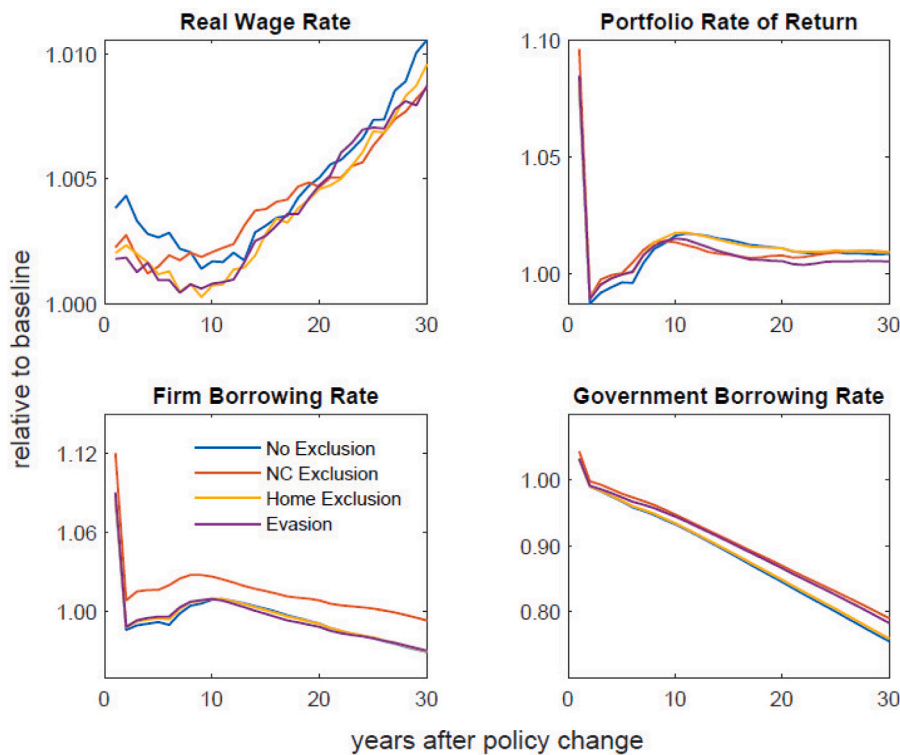 Real Wage Rate
1.010
1.005
1.000
0
10
20
30
Portfolio Rate of Return
1.10
1.05
1.00
0
10
20
30
relative to baseline
Firm Borrowing Rate
1.12
1.06
1.00
0
10
20
30
No Exclusion
NC Exclusion
Home Exclusion
Evasion
Government Borrowing Rate
1.00
0.90
0.80
0
10
20
30
years after policy change